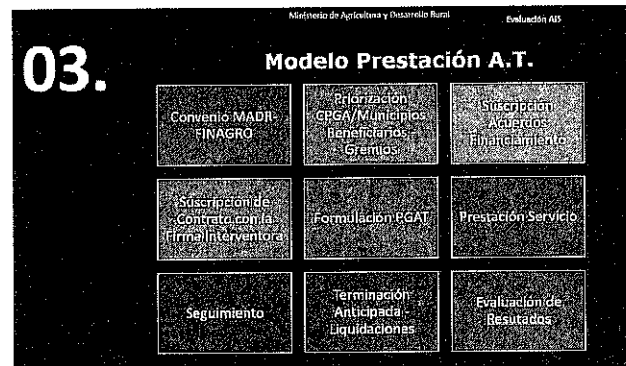 Ministerio de Agricultura y Desarrollo Rural
Evaluación AIS
03.
Modelo Prestación A.T.
Convenio MADR-
FINAGRO
Priorización
CPGA/Municipios
Beneficiarios -
Gremios
Suscripción
Acuerdos
Financiamiento
Suscripción de
Contrato con la
Firma Interventora
Formulación PGAT
Prestación Servicio
Seguimiento
Terminación
Anticipada -
Liquidaciones
Evaluación de
Resutados